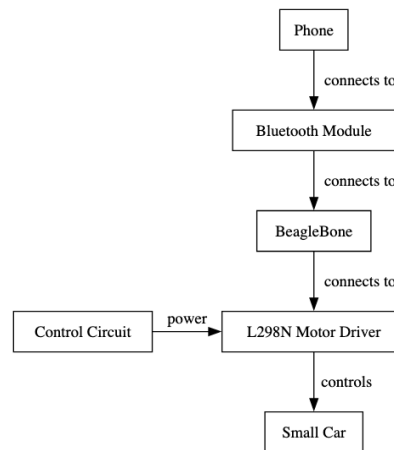 Phone
connects to
Bluetooth Module
connects to
BeagleBone
connects to
power
Control Circuit
L298N Motor Driver
controls
Small Car